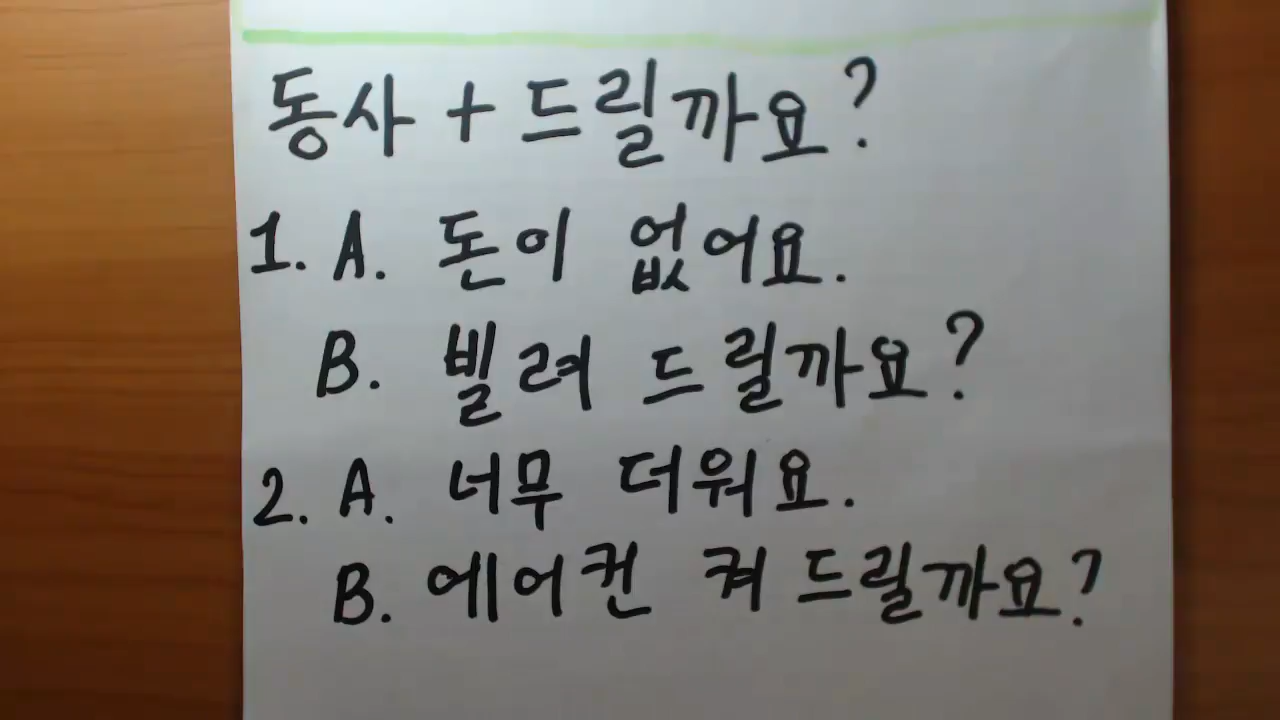 동사 + 드릴까요?
1. A. 돈이 없어요.
B. 빌려 드릴까요?
2. A. 너무 더워요.
B. 에어컨 켜 드릴까요?